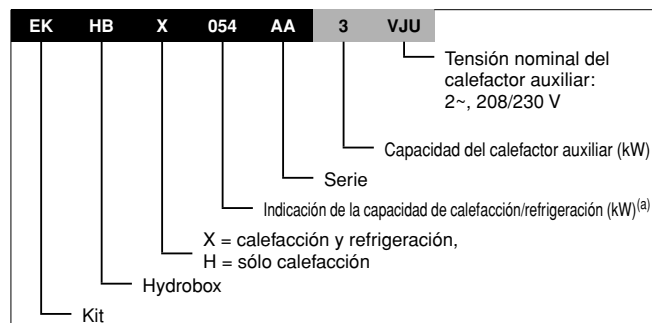 EK HB X 054 AA 3 VJU
Tensión nominal del
calefactor auxiliar:
2~, 208/230 V
Capacidad del calefactor auxiliar (kW)
Serie
Indicación de la capacidad de calefacción/refrigeración (kW)(a)
X = calefacción y refrigeración,
H = sólo calefacción
Hydrobox
Kit